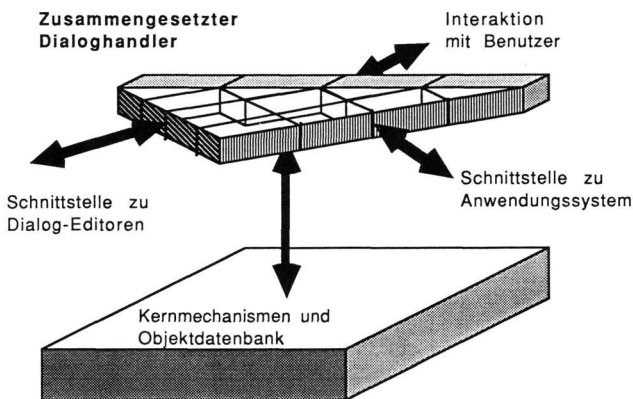 Zusammengesetzter
Dialoghandler
Interaktion
mit Benutzer
Schnittstelle zu
Dialog-Editoren
Schnittstelle zu
Anwendungssystem
Kernmechanismen und
Objektdatenbank